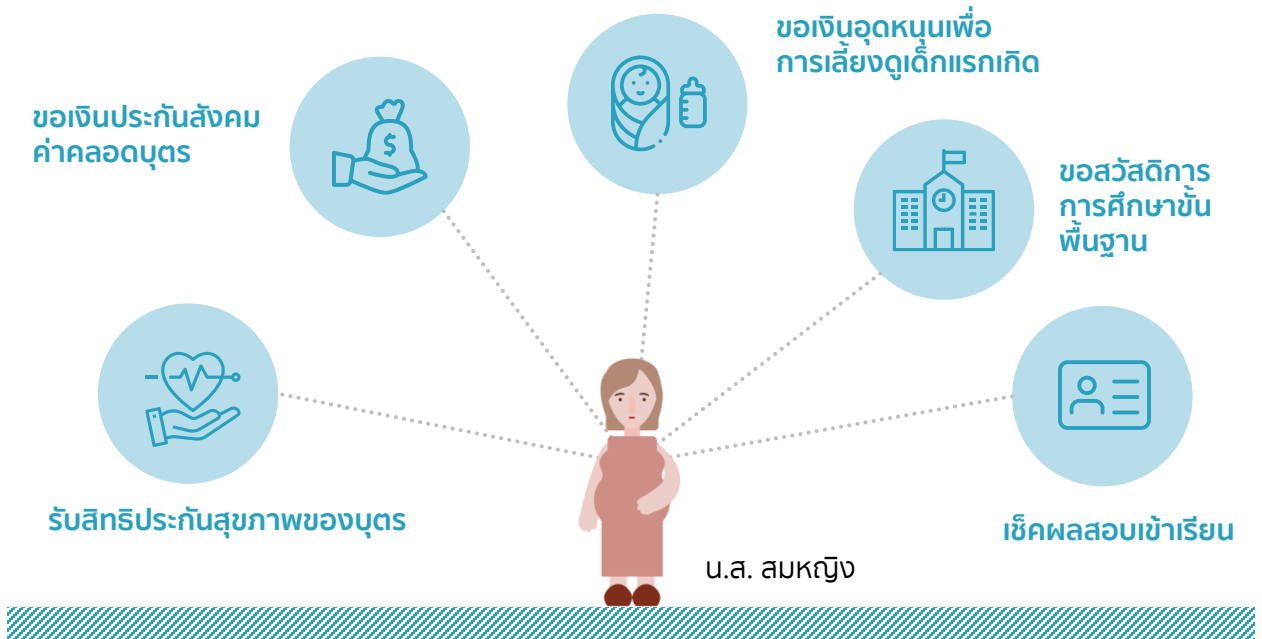 ขอเงินอุดหนุนเพื่อ
การเลี้ยงดูเด็กแรกเกิด
ขอเงินประกันสังคม
ค่าคลอดบุตร
ขอสวัสดิการ
การศึกษาขั้น
พื้นฐาน
รับสิทธิประกันสุขภาพของบุตร
เช็คผลสอบเข้าเรียน
น.ส. สมหญิง
$